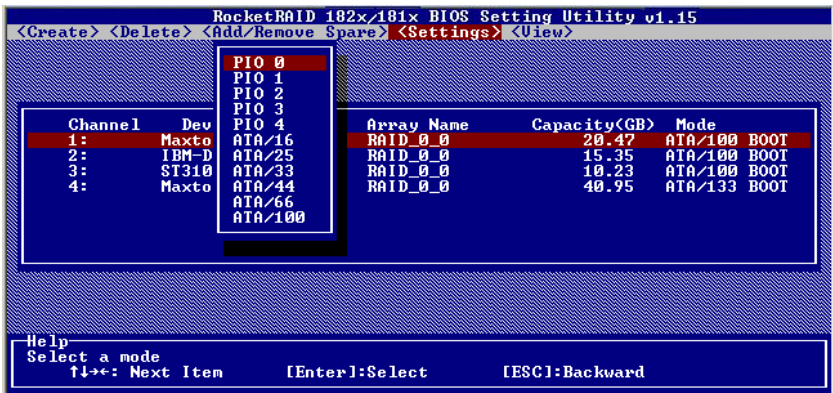 RocketRAID 182x/181x BIOS Setting Utility v1.15
<Create> <Delete> <Add/Remove Spare> <Settings> <View>
PIO 0
PIO 1
PIO 2
PIO 3
PIO 4
ATA/16
ATA/25
ATA/33
ATA/44
ATA/66
ATA/100
Channel Dev Array Name Capacity(GB) Mode
1: Maxto RAID_0_0 20.47 ATA/100 BOOT
2: IBM-D RAID_0_0 15.35 ATA/100 BOOT
3: ST310 RAID_0_0 10.23 ATA/100 BOOT
4: Maxto RAID_0_0 40.95 ATA/133 BOOT
Help
Select a mode
↑↓→←: Next Item [Enter]:Select [ESC]:Backward